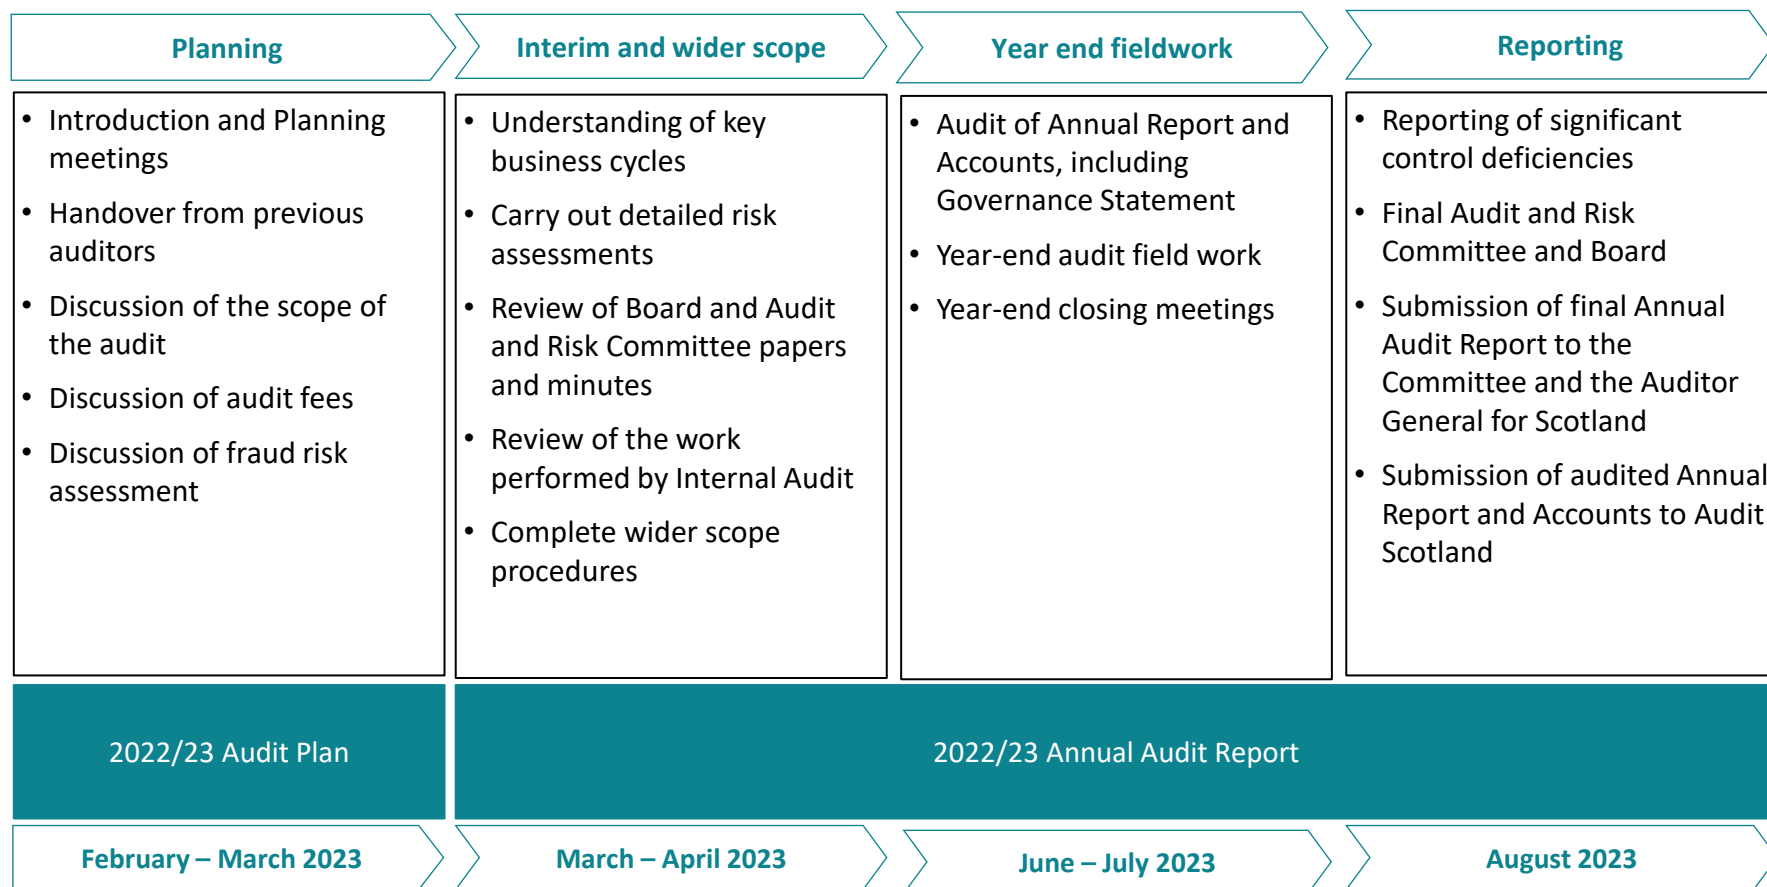 Planning
Interim and wider scope
Year end fieldwork
Reporting
• Introduction and Planning
meetings
• Handover from previous
auditors
• Discussion of the scope of
the audit
• Discussion of audit fees
• Discussion of fraud risk
assessment
• Understanding of key
business cycles
• Carry out detailed risk
assessments
• Review of Board and Audit
and Risk Committee papers
and minutes
• Review of the work
performed by Internal Audit
• Complete wider scope
procedures
• Audit of Annual Report and
Accounts, including
Governance Statement
• Year-end audit field work
• Year-end closing meetings
• Reporting of significant
control deficiencies
• Final Audit and Risk
Committee and Board
• Submission of final Annual
Audit Report to the
Committee and the Auditor
General for Scotland
• Submission of audited Annual
Report and Accounts to Audit
Scotland
2022/23 Audit Plan
2022/23 Annual Audit Report
February – March 2023
March – April 2023
June – July 2023
August 2023